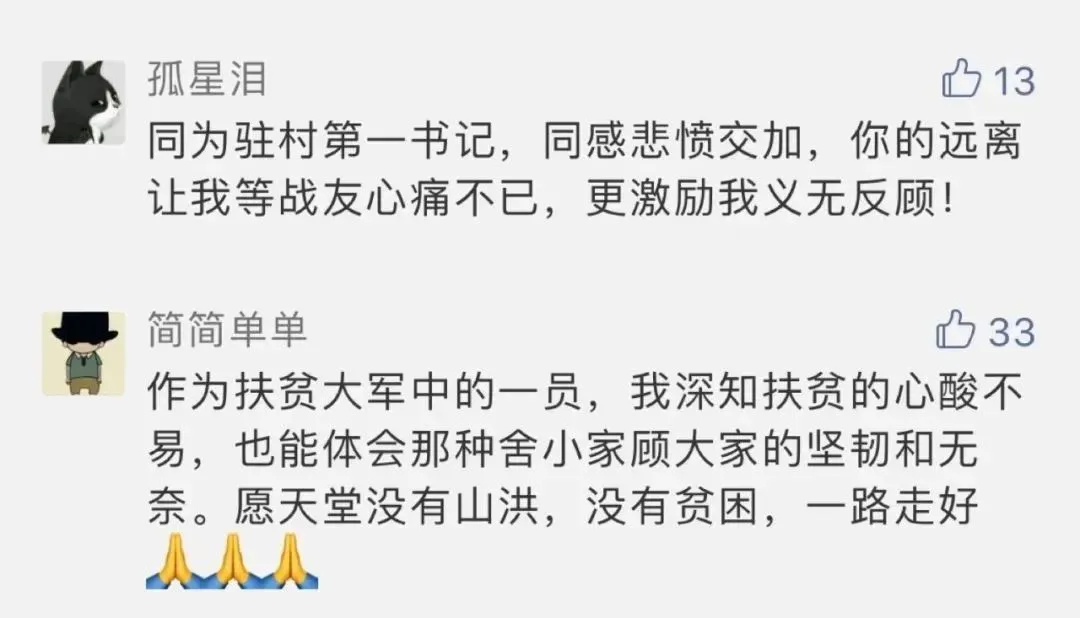 孤星泪
13
同为驻村第一书记，同感悲愤交加，你的远离
让我等战友心痛不已，更激励我义无反顾！
简简单单
33
作为扶贫大军中的一员，我深知扶贫的心酸不
易，也能体会那种舍小家顾大家的坚韧和无
奈。愿天堂没有山洪，没有贫困，一路走好
🙏🙏🙏